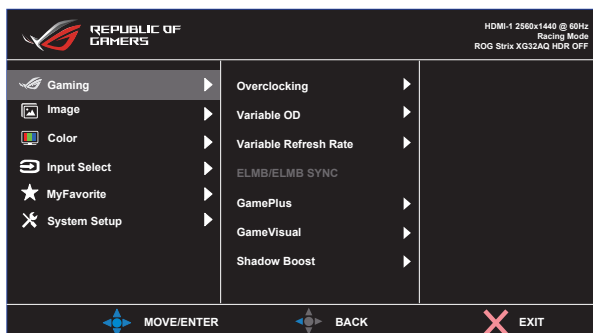 REPUBLIC OF
GAMERS
HDMI-1 2560x1440 @ 60Hz
Racing Mode
ROG Strix XG32AQ HDR OFF
Gaming
Image
Color
Input Select
MyFavorite
System Setup
Overclocking
Variable OD
Variable Refresh Rate
ELMB/ELMB SYNC
GamePlus
GameVisual
Shadow Boost
MOVE/ENTER
BACK
EXIT